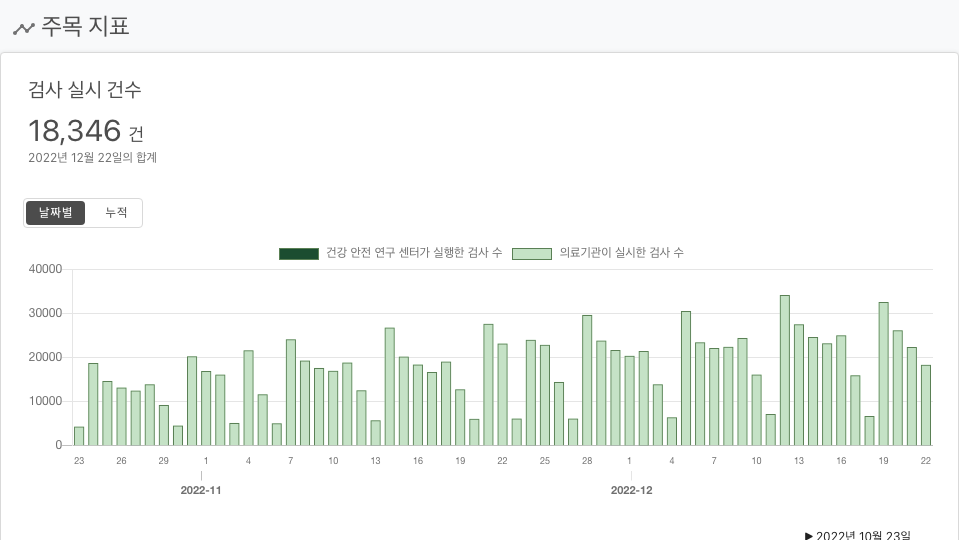 주목 지표
검사 실시 건수
18,346 건
2022년 12월 22일의 합계
날짜별 누적
건강 안전 연구 센터가 실행한 검사 수 의료기관이 실시한 검사 수
40000
30000
20000
10000
0
23 26 29 1 4 7 10 13 16 19 22 25 28 1 4 7 10 13 16 19 22
2022-11 2022-12
▶ 2022년 10월 23일